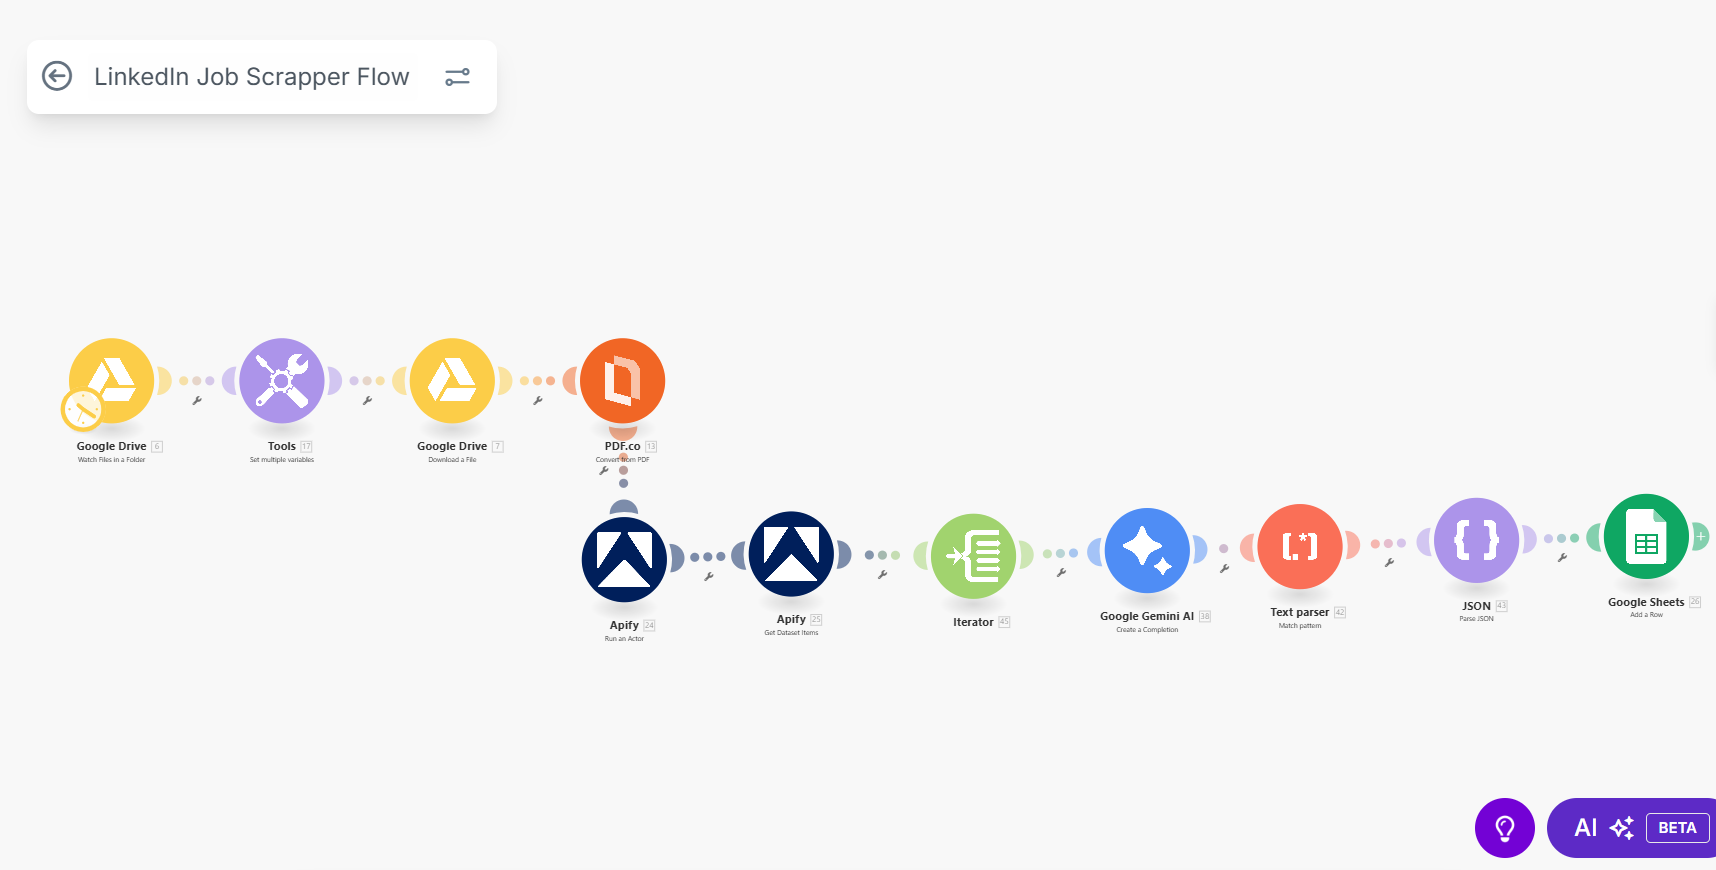 LinkedIn Job Scrapper Flow
Google Drive 6
Watch Files in a Folder
Tools 17
Set multiple variables
Google Drive 7
Download a File
PDF.co 13
Convert from PDF
Apify 24
Run an Actor
Apify 25
Get Dataset Items
Iterator 45
Google Gemini AI 38
Create a Completion
[.*]
Text parser 42
Match pattern
{ }
JSON 43
Parse JSON
Google Sheets 26
Add a Row
AI BETA